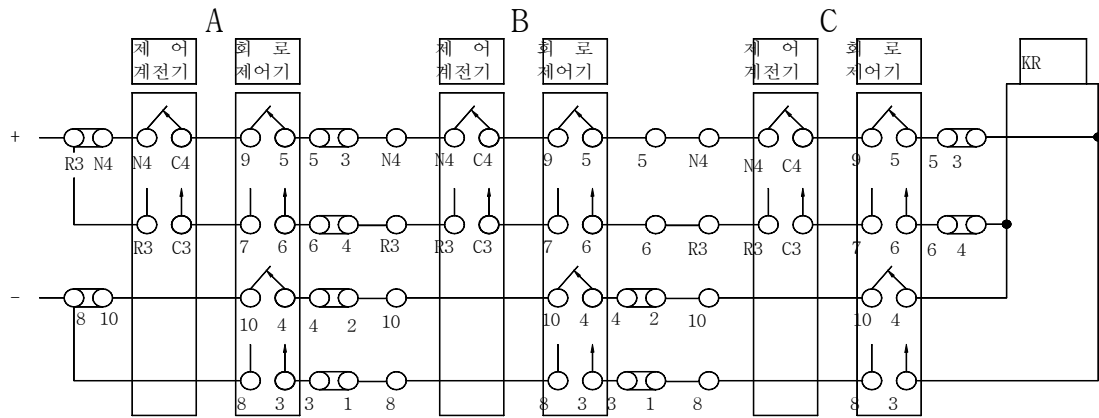 A B C
제 어 회 로 제 어 회 로 제 어 회 로 KR
계전기 제어기 계전기 제어기 계전기 제어기
+
R3 N4 N4 C4 9 5 5 3 N4 N4 C4 9 5 5 N4 N4 C4 9 5 5 3
R3 C3 7 6 6 4 R3 R3 C3 7 6 6 R3 R3 C3 7 6 6 4
-
8 10 10 4 4 2 10 10 4 4 2 10 10 4
8 3 3 1 8 8 3 3 1 8 8 3